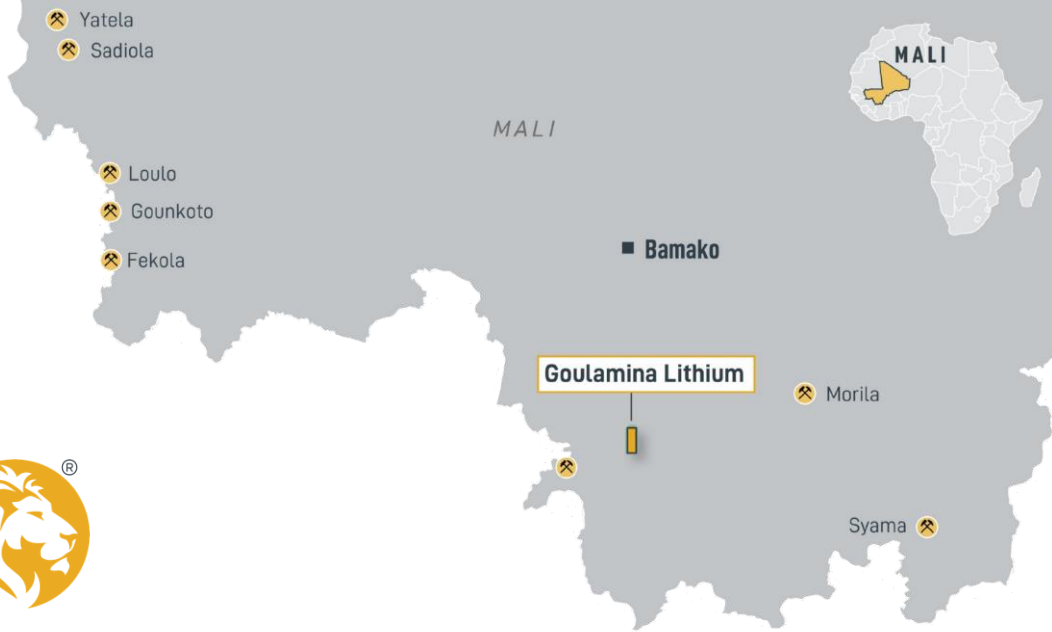 Yatela
Sadiola
MALI
MALI
Loulo
Gounkoto
Fekola
Bamako
Goulamina Lithium
Morila
®
Syama